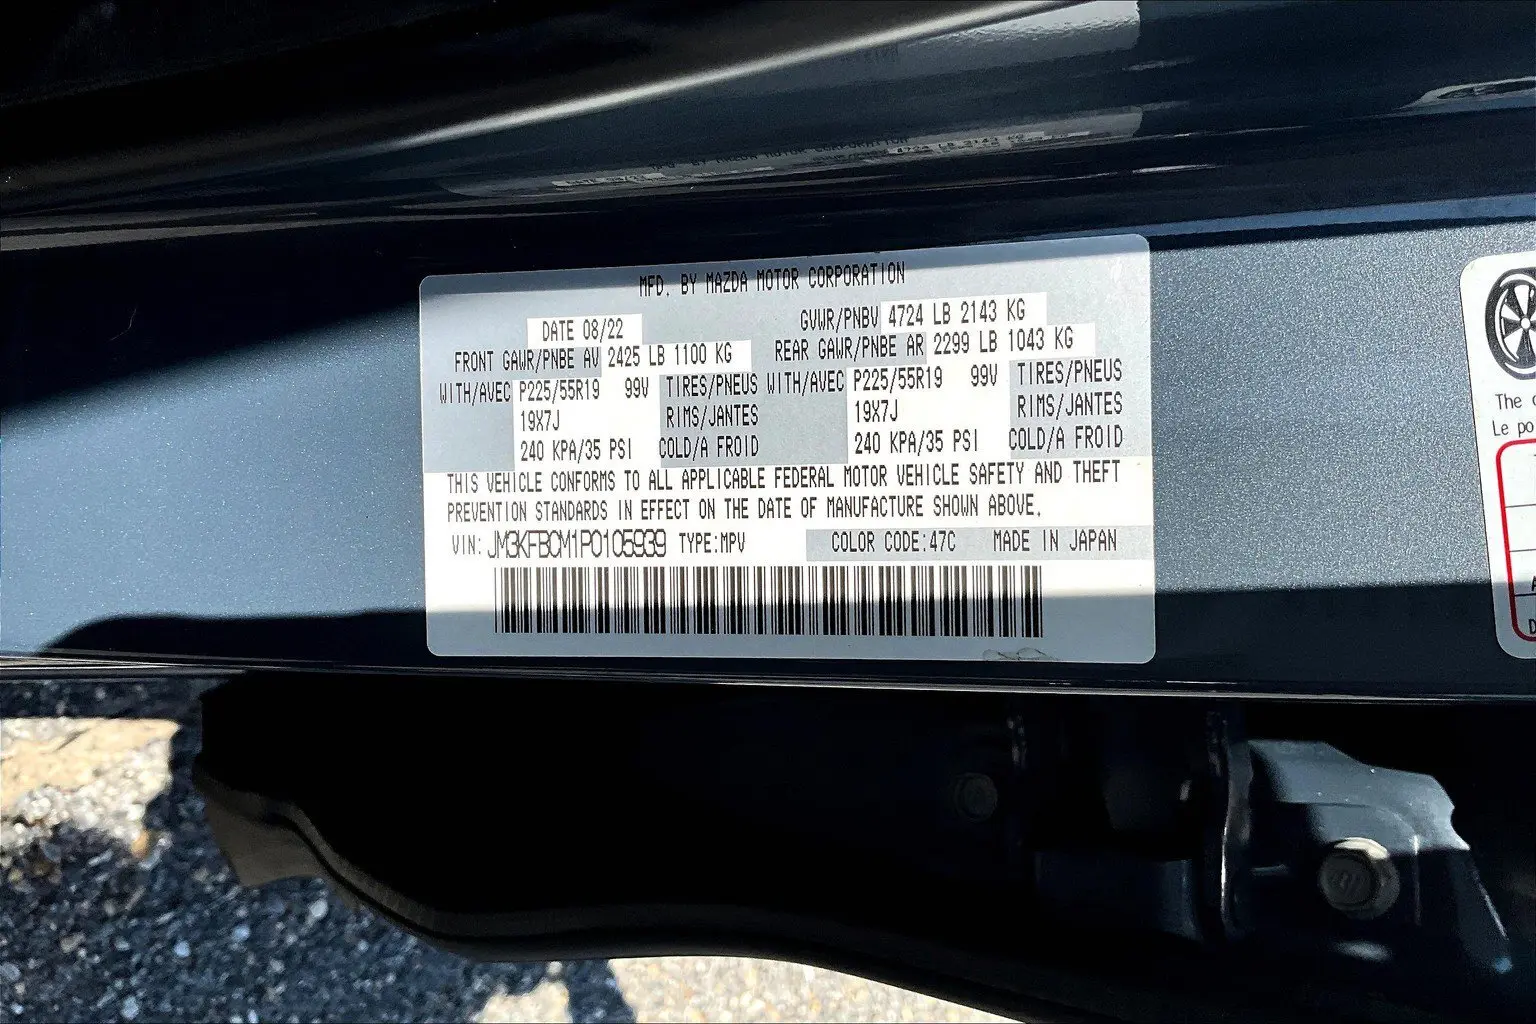 MFD. BY MAZDA MOTOR CORPORATION
DATE 08/22
GVWR/PNBV 4724 LB 2143 KG
FRONT GAWR/PNBE AV 2425 LB 1100 KG
REAR GAWR/PNBE AR 2299 LB 1043 KG
WITH/AVEC P225/55R19 99V TIRES/PNEUS WITH/AVEC P225/55R19 99V TIRES/PNEUS
19X7J RIMS/JANTES 19X7J RIMS/JANTES
240 KPA/35 PSI COLD/A FROID 240 KPA/35 PSI COLD/A FROID
THIS VEHICLE CONFORMS TO ALL APPLICABLE FEDERAL MOTOR VEHICLE SAFETY AND THEFT
PREVENTION STANDARDS IN EFFECT ON THE DATE OF MANUFACTURE SHOWN ABOVE.
VIN: JM3KFBCM1P0105939 TYPE:MPV COLOR CODE:47C MADE IN JAPAN
The
Le